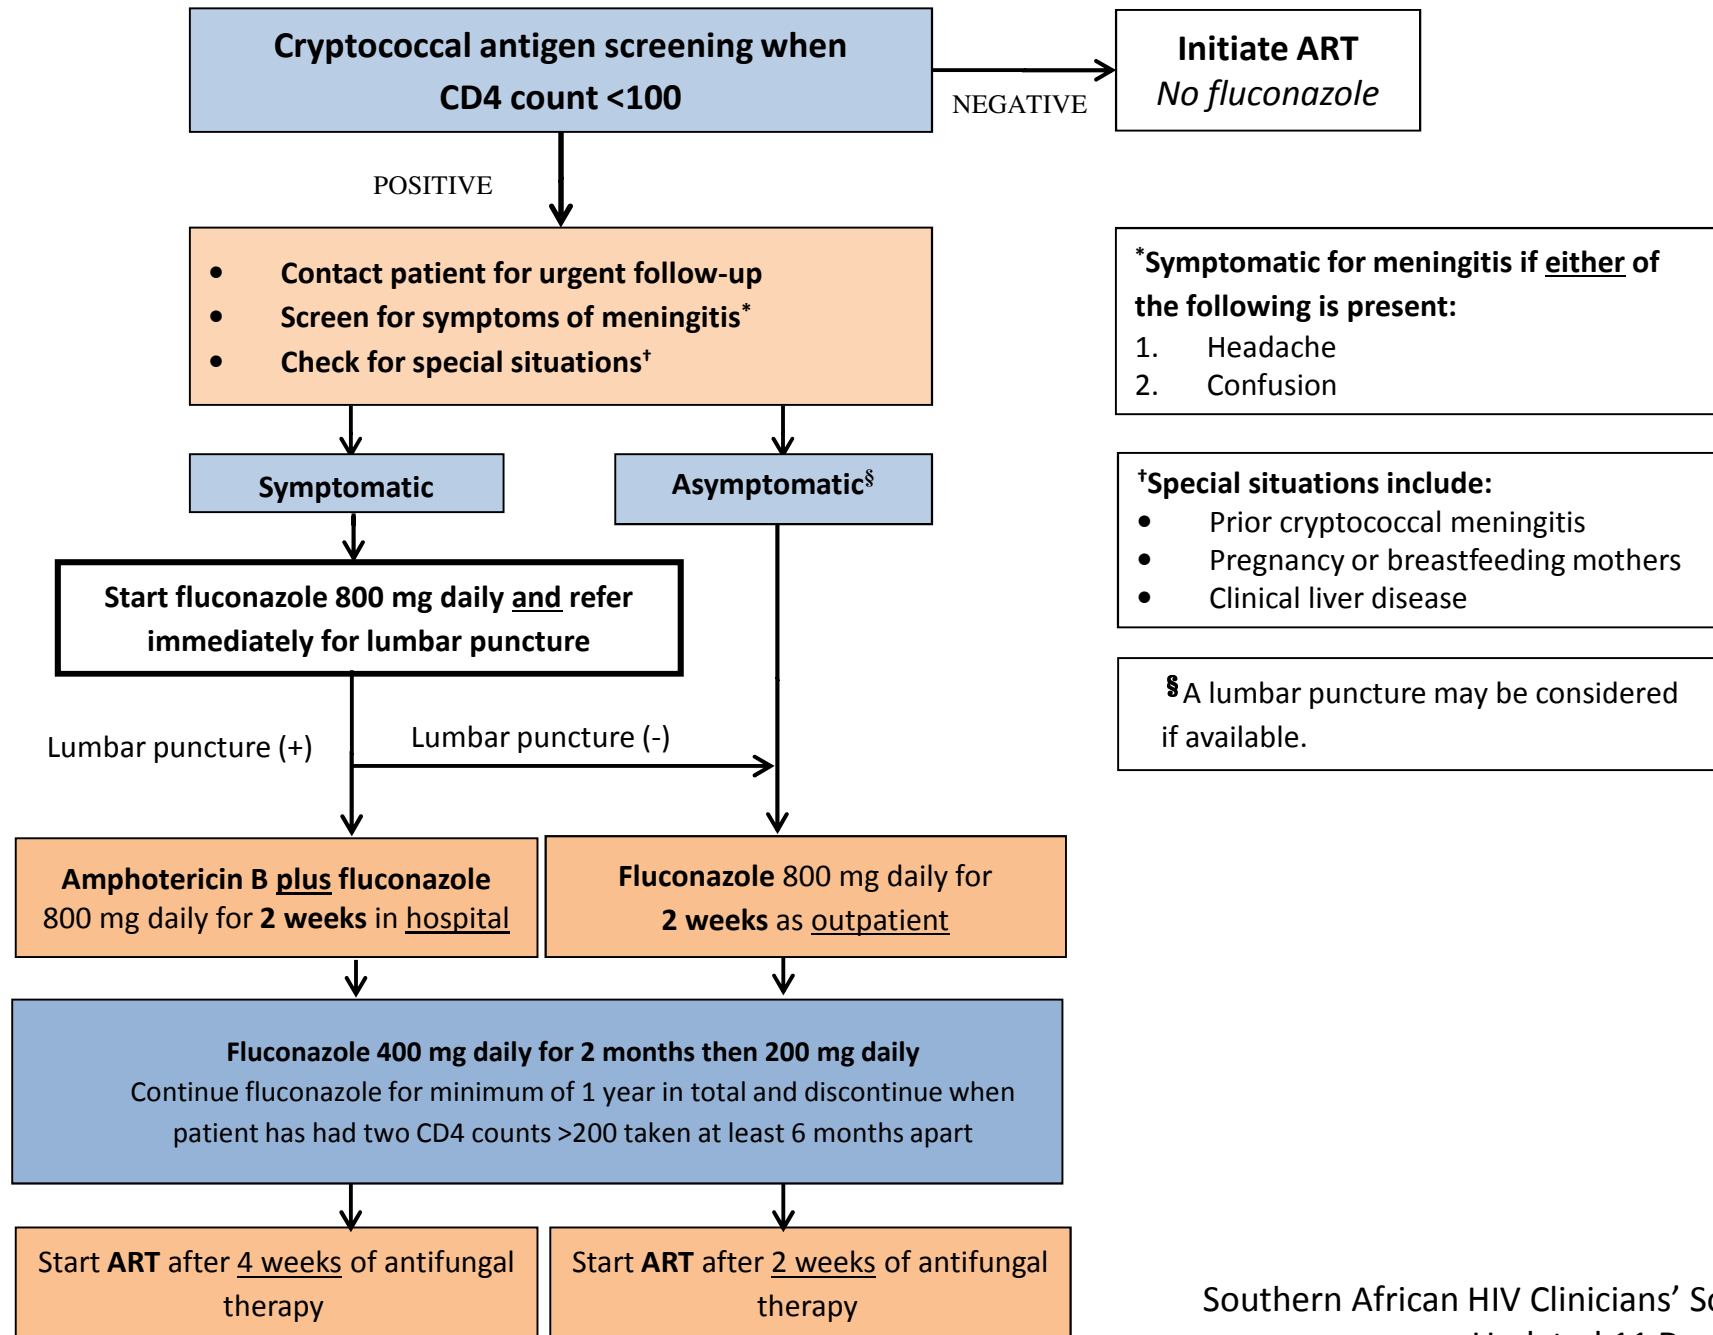 Cryptococcal antigen screening when
CD4 count <100
NEGATIVE
Initiate ART
No fluconazole
POSITIVE
• Contact patient for urgent follow-up
• Screen for symptoms of meningitis*
• Check for special situations†
*Symptomatic for meningitis if either of
the following is present:
1. Headache
2. Confusion
Symptomatic
Asymptomatic§
†Special situations include:
• Prior cryptococcal meningitis
• Pregnancy or breastfeeding mothers
• Clinical liver disease
Start fluconazole 800 mg daily and refer
immediately for lumbar puncture
§ A lumbar puncture may be considered
if available.
Lumbar puncture (+)
Lumbar puncture (-)
Amphotericin B plus fluconazole
800 mg daily for 2 weeks in hospital
Fluconazole 800 mg daily for
2 weeks as outpatient
Fluconazole 400 mg daily for 2 months then 200 mg daily
Continue fluconazole for minimum of 1 year in total and discontinue when
patient has had two CD4 counts >200 taken at least 6 months apart
Start ART after 4 weeks of antifungal
therapy
Start ART after 2 weeks of antifungal
therapy
Southern African HIV Clinicians’